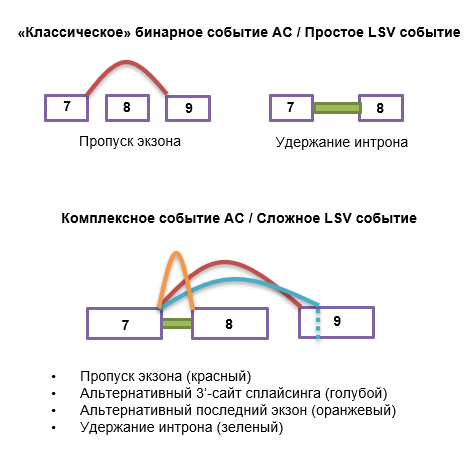 «Классическое» бинарное событие АС / Простое LSV событие
7 8 9 7 8
Пропуск экзона Удержание интрона
Комплексное событие АС / Сложное LSV событие
7 8 9
• Пропуск экзона (красный)
• Альтернативный 3'-сайт сплайсинга (голубой)
• Альтернативный последний экзон (оранжевый)
• Удержание интрона (зеленый)